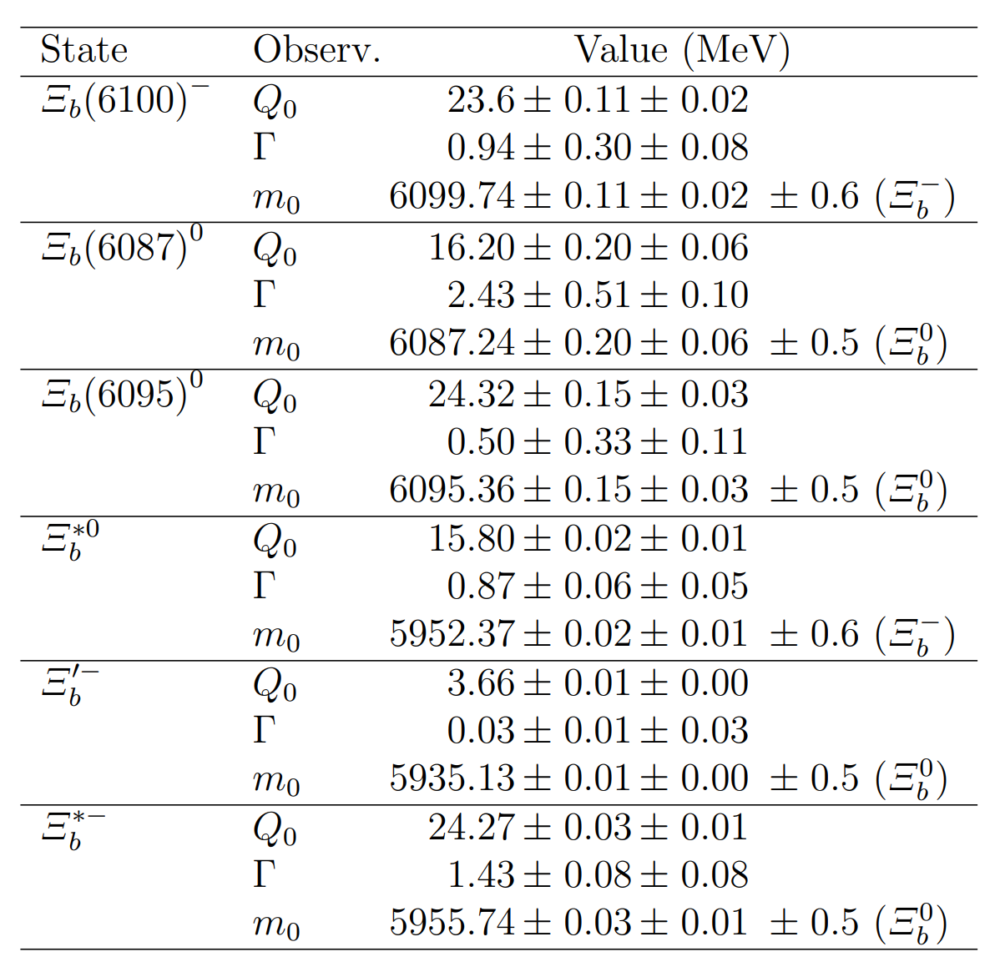 State Observ. Value (MeV)
Ξb(6100)⁻ Q₀ 23.6 ± 0.11 ± 0.02
Γ 0.94 ± 0.30 ± 0.08
m₀ 6099.74 ± 0.11 ± 0.02 ± 0.6 (Ξb⁻)
Ξb(6087)⁰ Q₀ 16.20 ± 0.20 ± 0.06
Γ 2.43 ± 0.51 ± 0.10
m₀ 6087.24 ± 0.20 ± 0.06 ± 0.5 (Ξb⁰)
Ξb(6095)⁰ Q₀ 24.32 ± 0.15 ± 0.03
Γ 0.50 ± 0.33 ± 0.11
m₀ 6095.36 ± 0.15 ± 0.03 ± 0.5 (Ξb⁰)
Ξb*⁰ Q₀ 15.80 ± 0.02 ± 0.01
Γ 0.87 ± 0.06 ± 0.05
m₀ 5952.37 ± 0.02 ± 0.01 ± 0.6 (Ξb⁻)
Ξb′⁻ Q₀ 3.66 ± 0.01 ± 0.00
Γ 0.03 ± 0.01 ± 0.03
m₀ 5935.13 ± 0.01 ± 0.00 ± 0.5 (Ξb⁰)
Ξb*⁻ Q₀ 24.27 ± 0.03 ± 0.01
Γ 1.43 ± 0.08 ± 0.08
m₀ 5955.74 ± 0.03 ± 0.01 ± 0.5 (Ξb⁰)